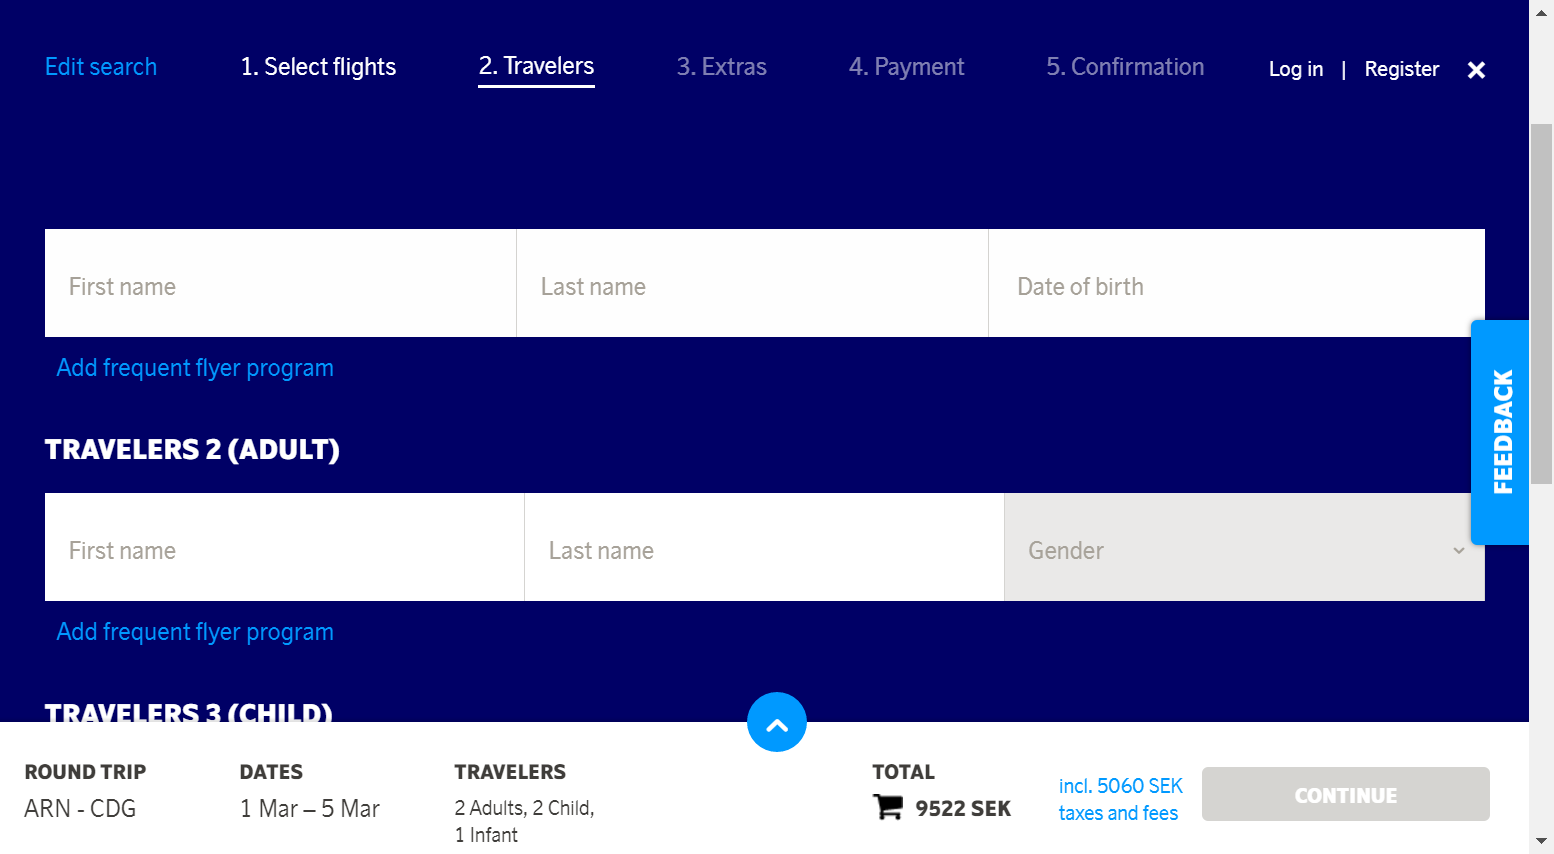 Edit search
1. Select flights
2. Travelers
3. Extras
4. Payment
5. Confirmation
Log in | Register
First name
Last name
Date of birth
Add frequent flyer program
FEEDBACK
TRAVELERS 2 (ADULT)
First name
Last name
Gender
Add frequent flyer program
TRAVELERS 3 (CHILD)
ROUND TRIP
ARN - CDG
DATES
1 Mar – 5 Mar
TRAVELERS
2 Adults, 2 Child,
1 Infant
TOTAL
9522 SEK
incl. 5060 SEK
taxes and fees
CONTINUE